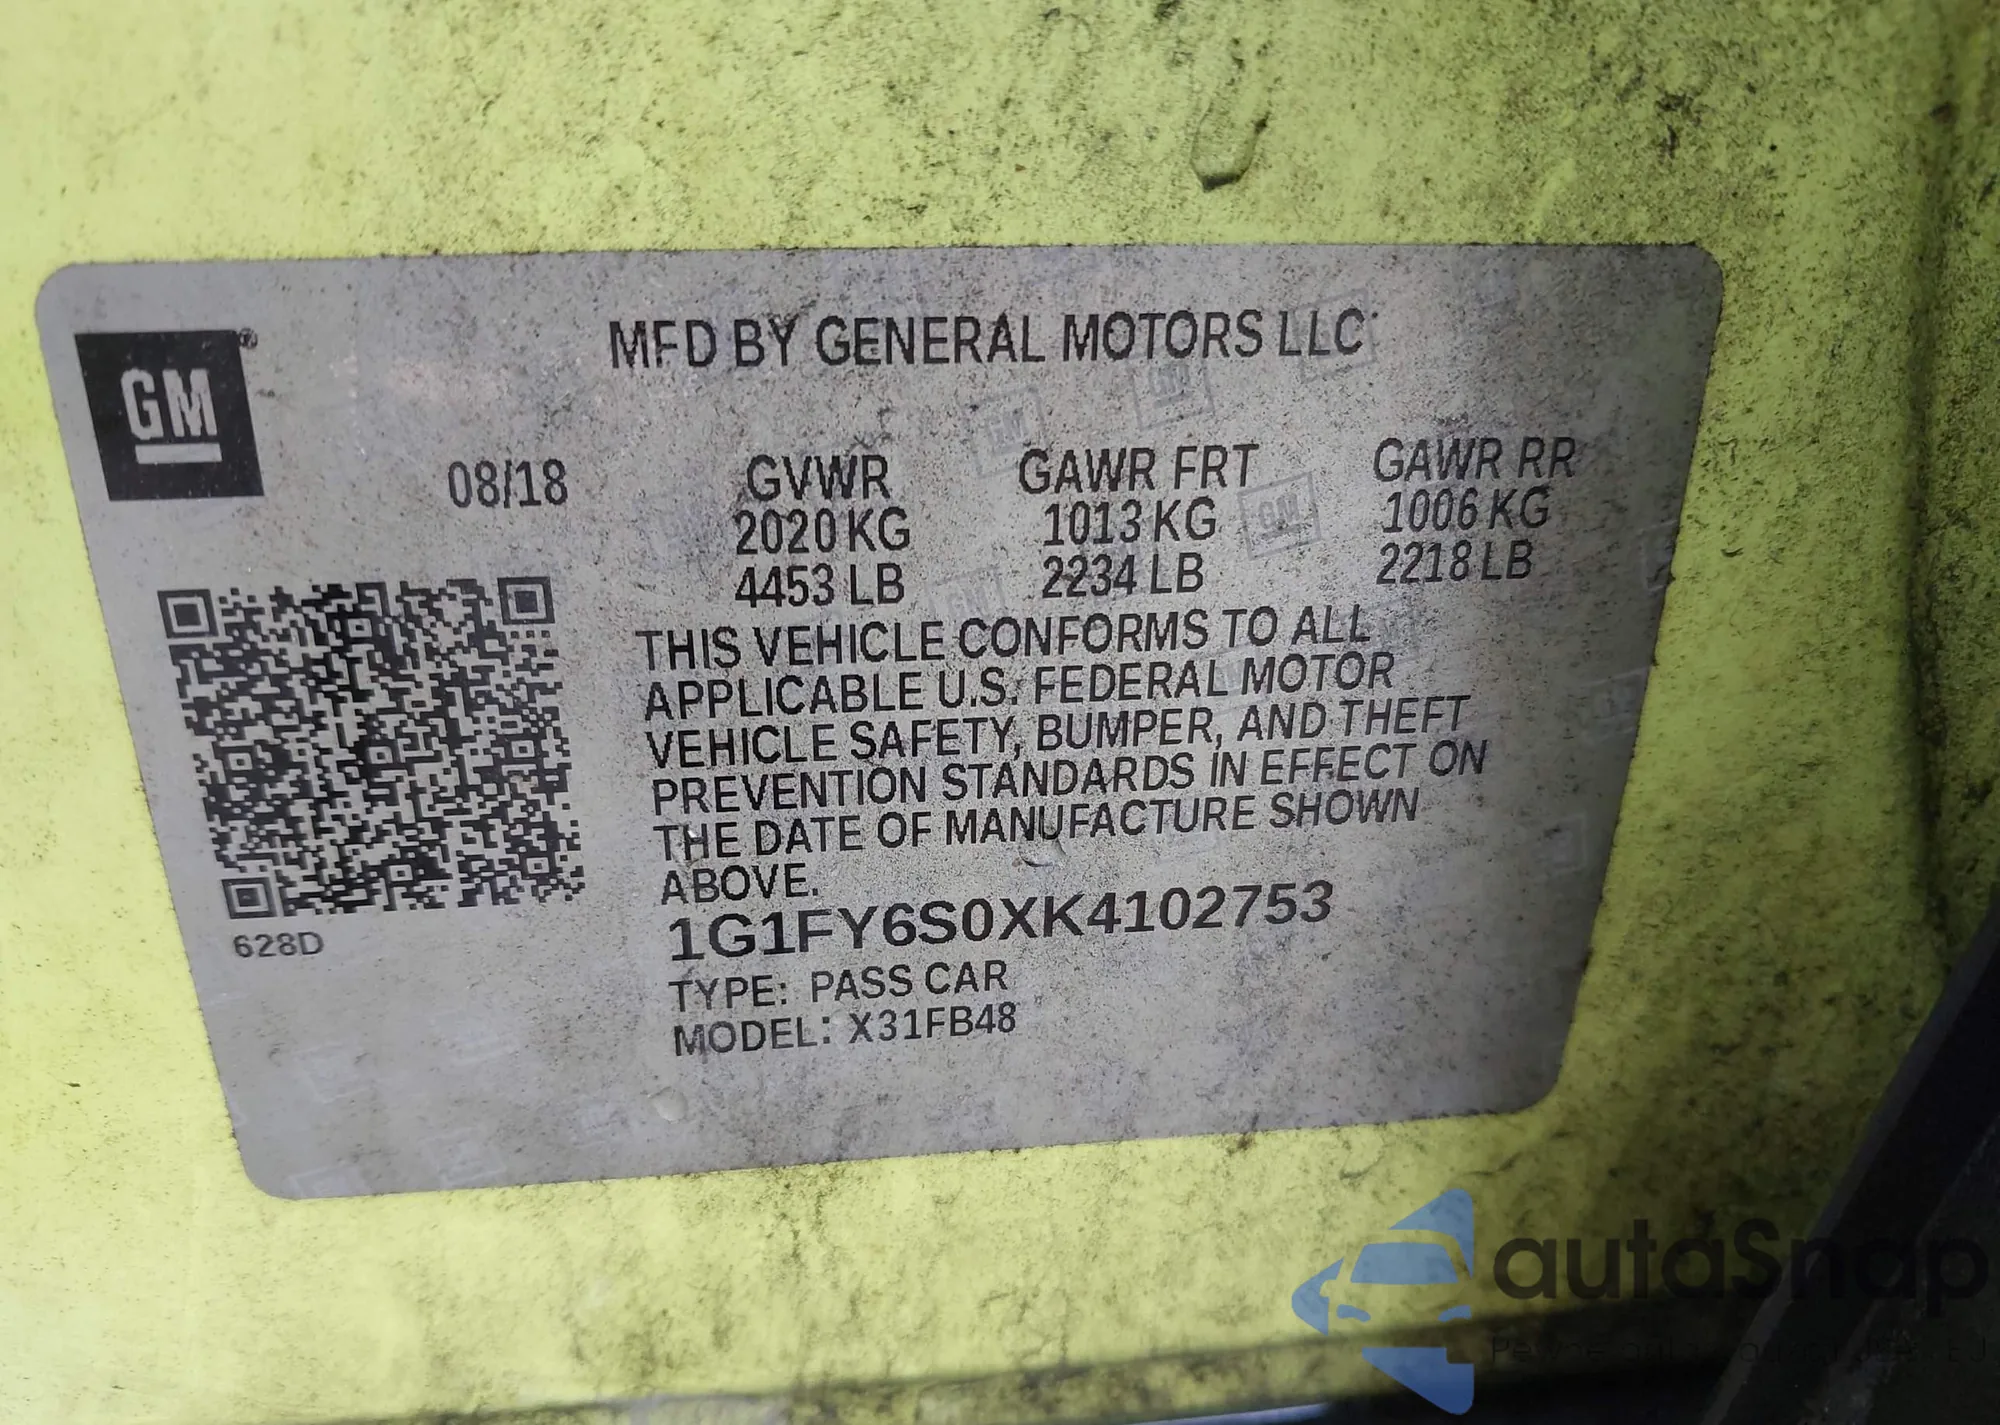 MFD BY GENERAL MOTORS LLC
GM®
08/18
GVWR
2020 KG
4453 LB
GAWR FRT
1013 KG
2234 LB
GAWR RR
1006 KG
2218 LB
THIS VEHICLE CONFORMS TO ALL
APPLICABLE U.S. FEDERAL MOTOR
VEHICLE SAFETY, BUMPER, AND THEFT
PREVENTION STANDARDS IN EFFECT ON
THE DATE OF MANUFACTURE SHOWN
ABOVE.
628D
1G1FY6S0XK4102753
TYPE: PASS CAR
MODEL: X31FB48
autaSnap